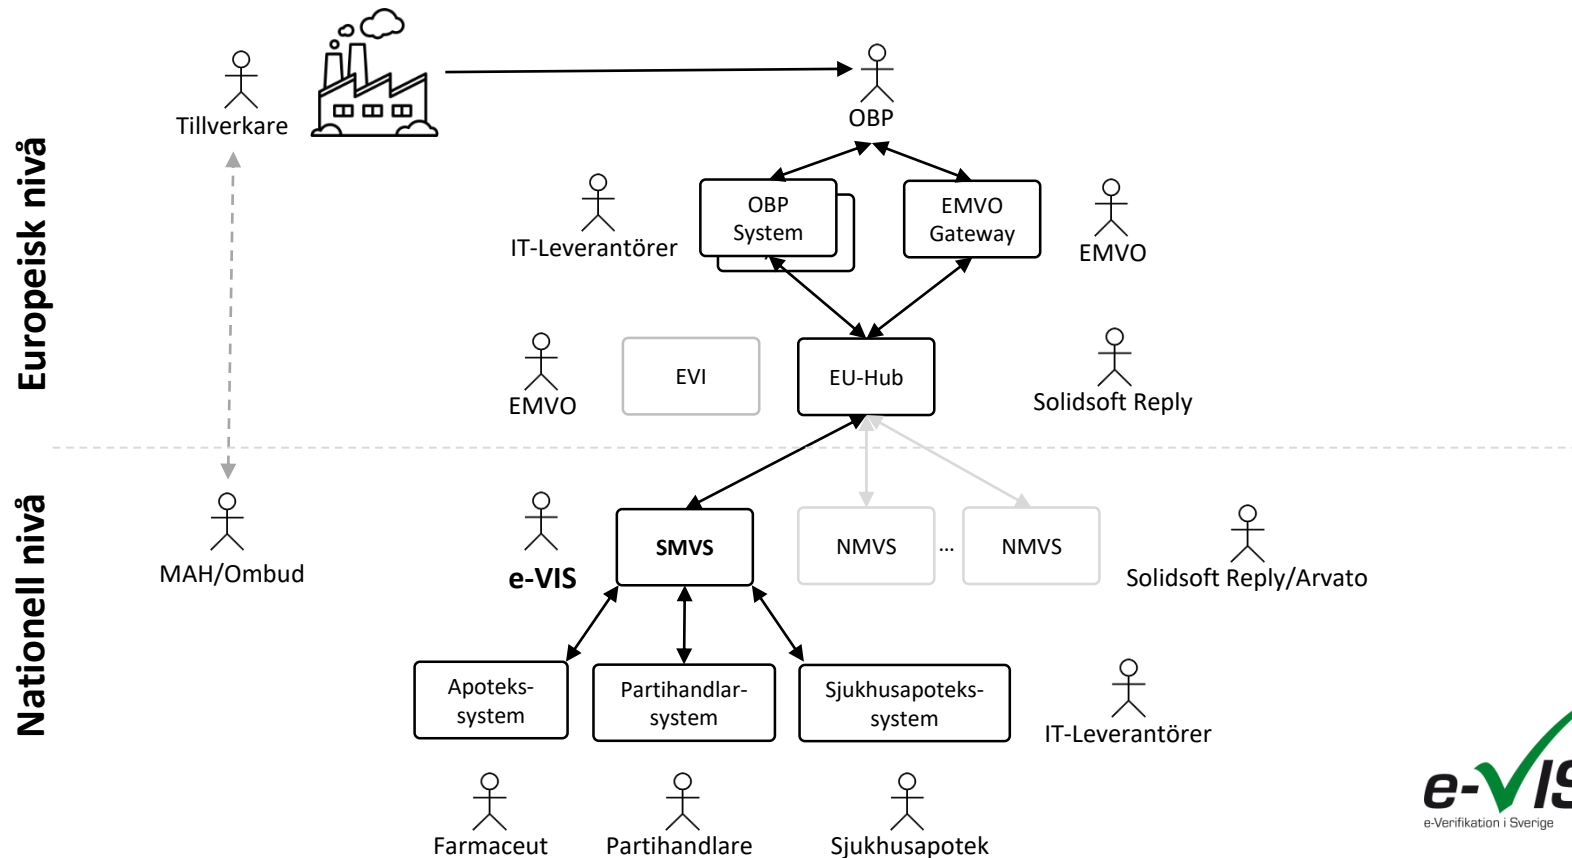 Europeisk nivå
Tillverkare
OBP
IT-Leverantörer
OBP
System
EMVO
Gateway
EMVO
EMVO
EVI
EU-Hub
Solidsoft Reply
Nationell nivå
MAH/Ombud
e-VIS
SMVS
NMVS
...
NMVS
Solidsoft Reply/Arvato
Apoteks-
system
Partihandlar-
system
Sjukhusapoteks-
system
IT-Leverantörer
Farmaceut
Partihandlare
Sjukhusapotek
e-VIS
e-Verifikation i Sverige